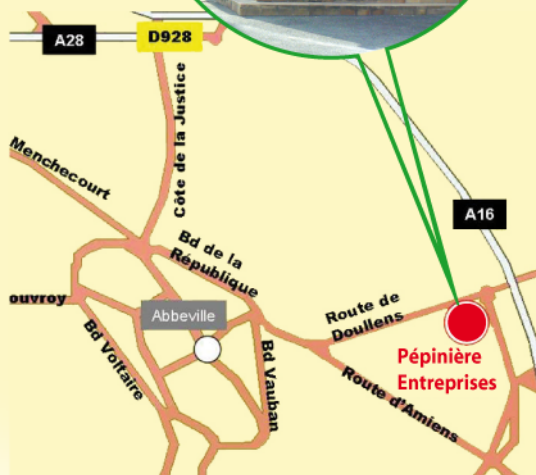 A28
D928
Côte de la Justice
Menchecourt
A16
Bd de la
République
ouvroy
Abbeville
Route de
Doullens
Bd Voltaire
Bd Vauban
Pépinière
Entreprises
Route d'Amiens